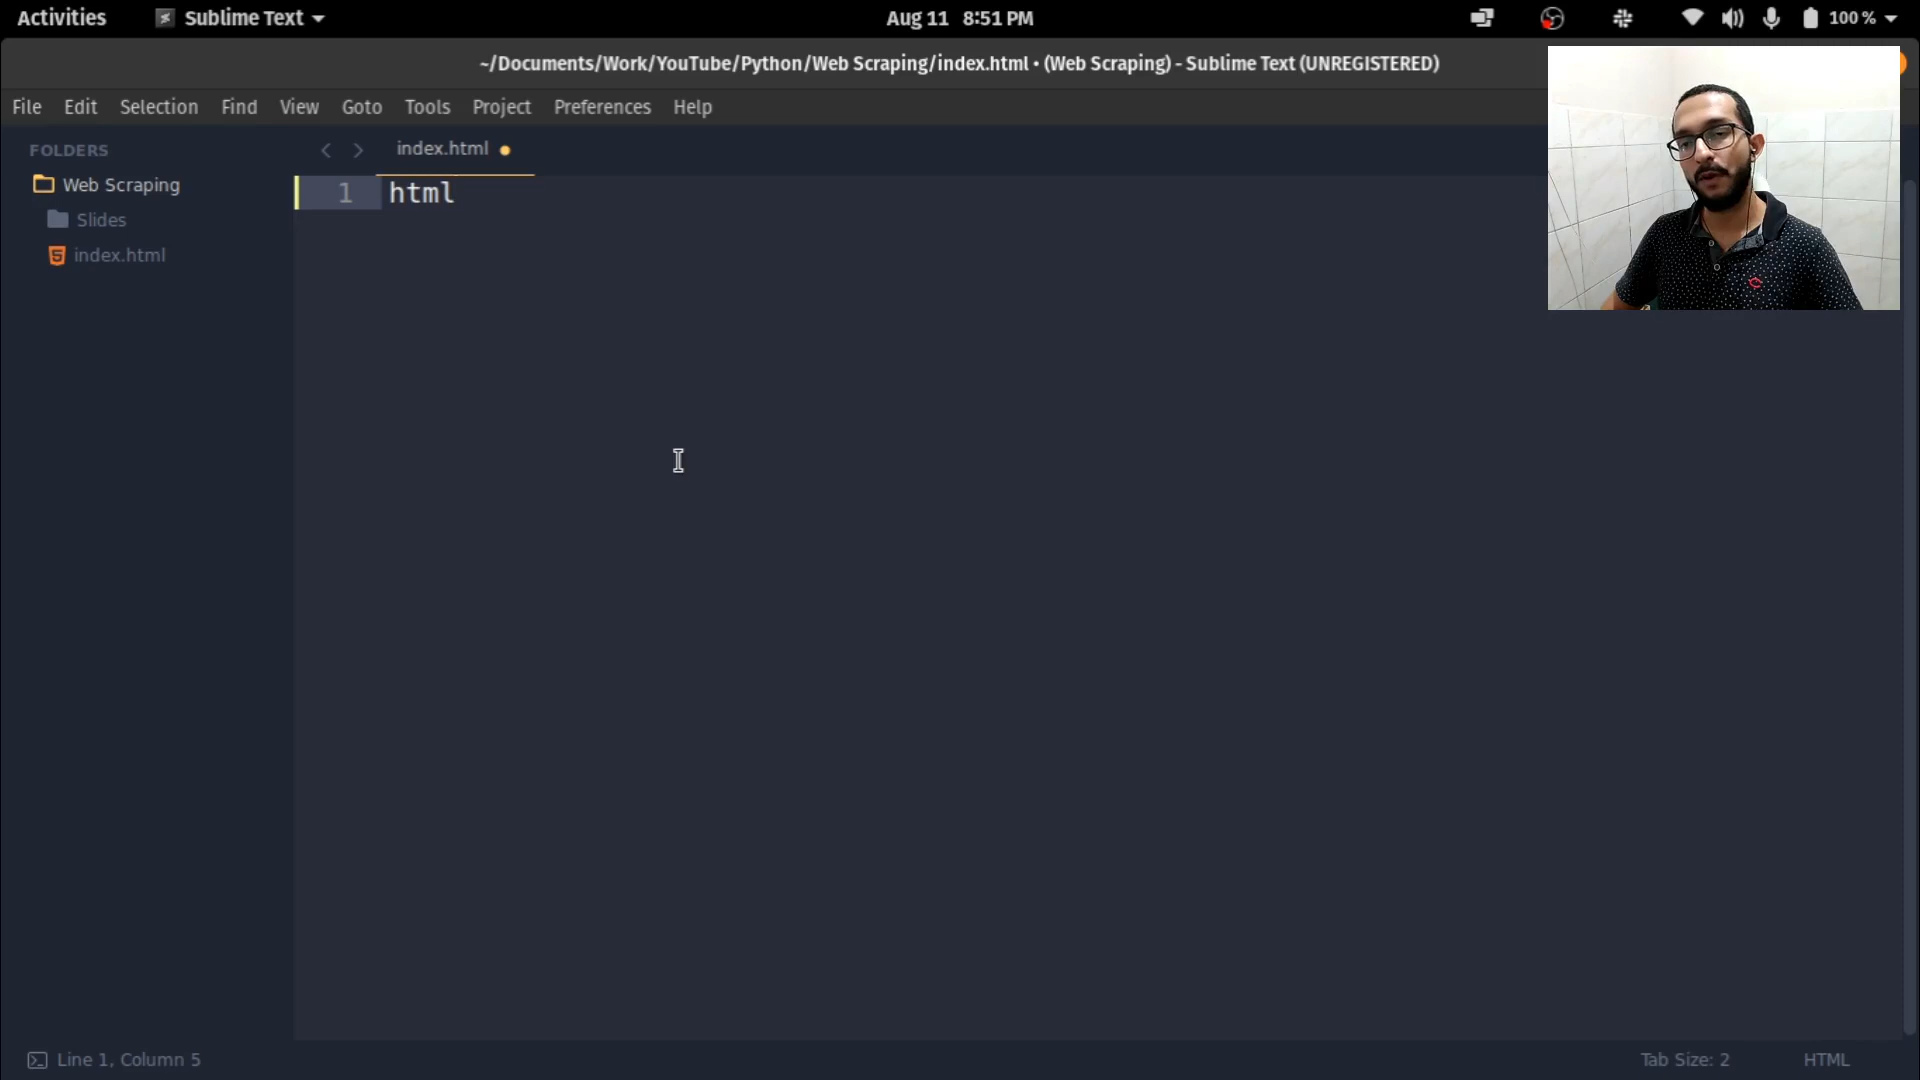 Activities Sublime Text Aug 11 8:51 PM 100 %
~/Documents/Work/YouTube/Python/Web Scraping/index.html • (Web Scraping) - Sublime Text (UNREGISTERED)
File Edit Selection Find View Goto Tools Project Preferences Help
FOLDERS
Web Scraping
Slides
index.html
index.html
1 html
Line 1, Column 5
Tab Size: 2 HTML